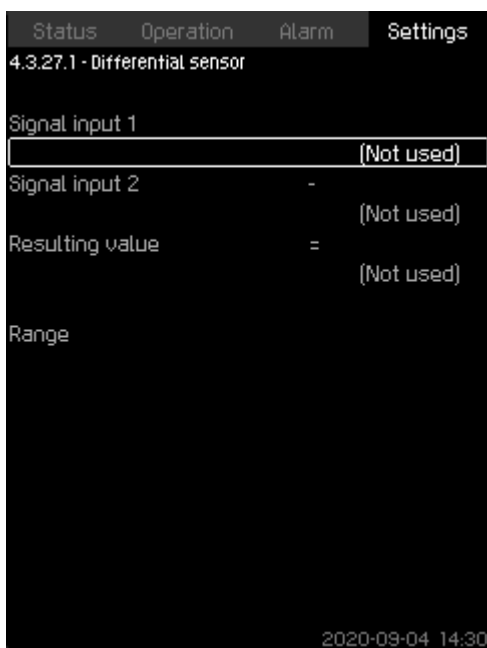 Status Operation Alarm Settings
4.3.27.1 - Differential sensor
Signal input 1
(Not used)
Signal input 2 -
(Not used)
Resulting value =
(Not used)
Range
2020-09-04 14:30